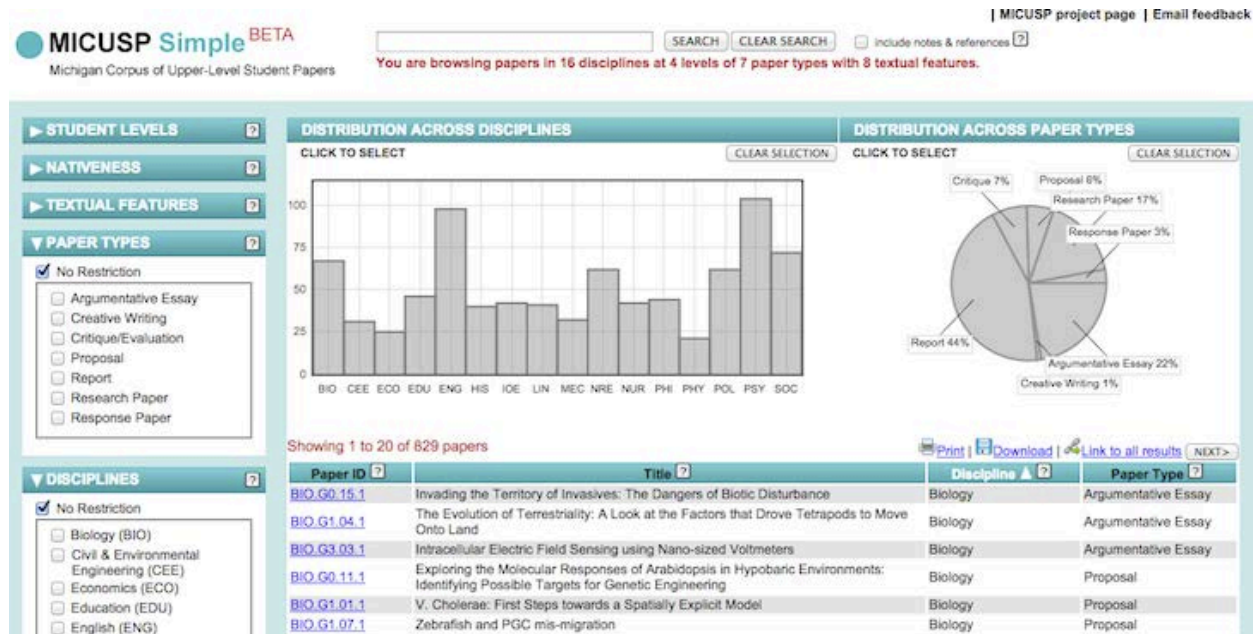 | MICUSP project page | Email feedback
MICUSP Simple BETA
Michigan Corpus of Upper-Level Student Papers
SEARCH CLEAR SEARCH include notes & references ?
You are browsing papers in 16 disciplines at 4 levels of 7 paper types with 8 textual features.
▶ STUDENT LEVELS ?
▶ NATIVENESS ?
▶ TEXTUAL FEATURES ?
▼ PAPER TYPES ?
No Restriction
Argumentative Essay
Creative Writing
Critique/Evaluation
Proposal
Report
Research Paper
Response Paper
▼ DISCIPLINES ?
No Restriction
Biology (BIO)
Civil & Environmental
Engineering (CEE)
Economics (ECO)
Education (EDU)
English (ENG)
DISTRIBUTION ACROSS DISCIPLINES
CLICK TO SELECT CLEAR SELECTION
100
75
50
25
0
BIO CEE ECO EDU ENG HIS IOE LIN MEC NRE NUR PHI PHY POL PSY SOC
DISTRIBUTION ACROSS PAPER TYPES
CLICK TO SELECT CLEAR SELECTION
Critique 7%
Proposal 6%
Research Paper 17%
Response Paper 3%
Report 44%
Argumentative Essay 22%
Creative Writing 1%
Showing 1 to 20 of 829 papers
Print | Download | Link to all results NEXT>
Paper ID ? Title ? Discipline ▲ ? Paper Type ?
BIO.G0.15.1 Invading the Territory of Invasives: The Dangers of Biotic Disturbance Biology Argumentative Essay
BIO.G1.04.1 The Evolution of Terrestriality: A Look at the Factors that Drove Tetrapods to Move Biology Argumentative Essay
Onto Land
BIO.G3.03.1 Intracellular Electric Field Sensing using Nano-sized Voltmeters Biology Argumentative Essay
BIO.G0.11.1 Exploring the Molecular Responses of Arabidopsis in Hypobaric Environments: Biology Proposal
Identifying Possible Targets for Genetic Engineering
BIO.G1.01.1 V. Cholerae: First Steps towards a Spatially Explicit Model Biology Proposal
BIO.G1.07.1 Zebrafish and PGC mis-migration Biology Proposal